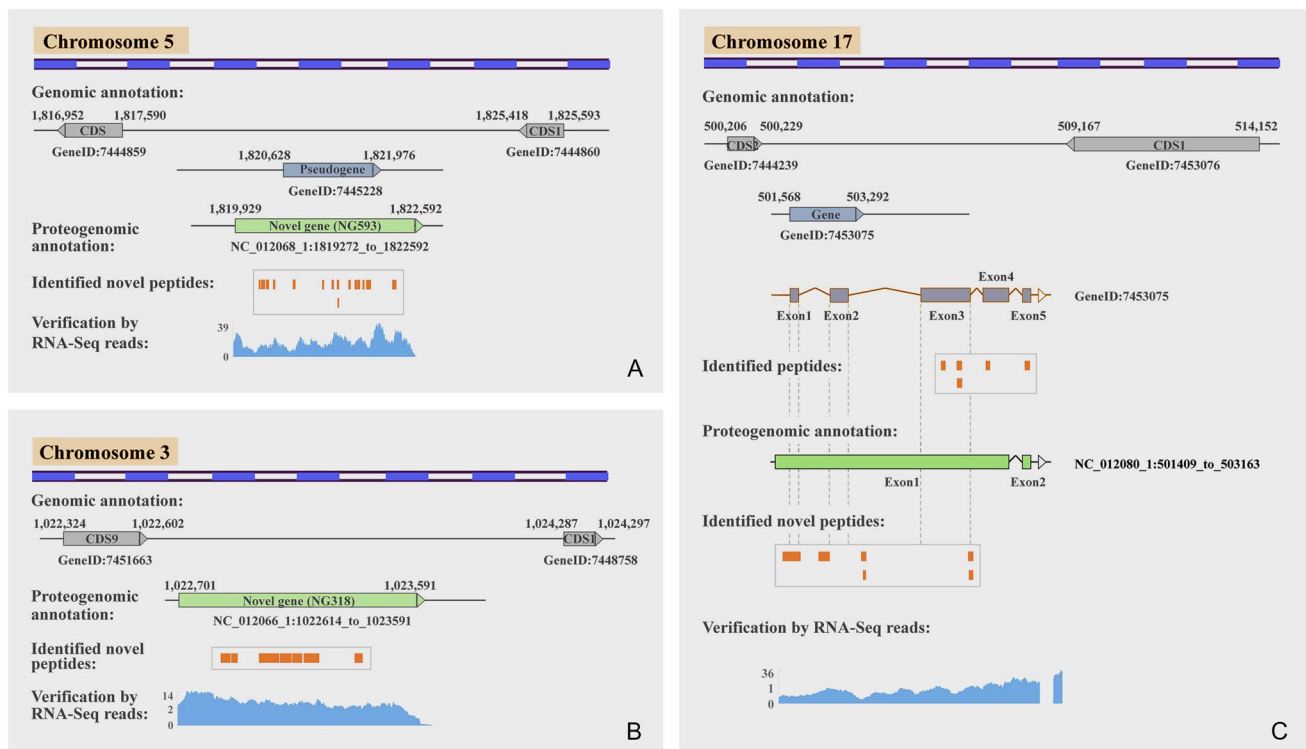 Chromosome 5
Genomic annotation:
1,816,952 1,817,590 1,825,418 1,825,593
CDS CDS1
GeneID:7444859 GeneID:7444860
1,820,628 1,821,976
Pseudogene
GeneID:7445228
1,819,929 1,822,592
Proteogenomic
annotation:
Novel gene (NG593)
NC_012068_1:1819272_to_1822592
Identified novel peptides:
Verification by
RNA-Seq reads:
39
0
A
Chromosome 3
Genomic annotation:
1,022,324 1,022,602 1,024,287 1,024,297
CDS9 CDS1
GeneID:7451663 GeneID:7448758
1,022,701 1,023,591
Proteogenomic
annotation:
Novel gene (NG318)
NC_012066_1:1022614_to_1023591
Identified novel
peptides:
Verification by
RNA-Seq reads:
14
2
0
B
Chromosome 17
Genomic annotation:
500,206 500,229 509,167 514,152
CDS2 CDS1
GeneID:7444239 GeneID:7453076
501,568 503,292
Gene
GeneID:7453075
Exon4
GeneID:7453075
Exon1 Exon2 Exon3 Exon5
Identified peptides:
Proteogenomic annotation:
NC_012080_1:501409_to_503163
Exon1 Exon2
Identified novel peptides:
Verification by RNA-Seq reads:
36
1
0
C